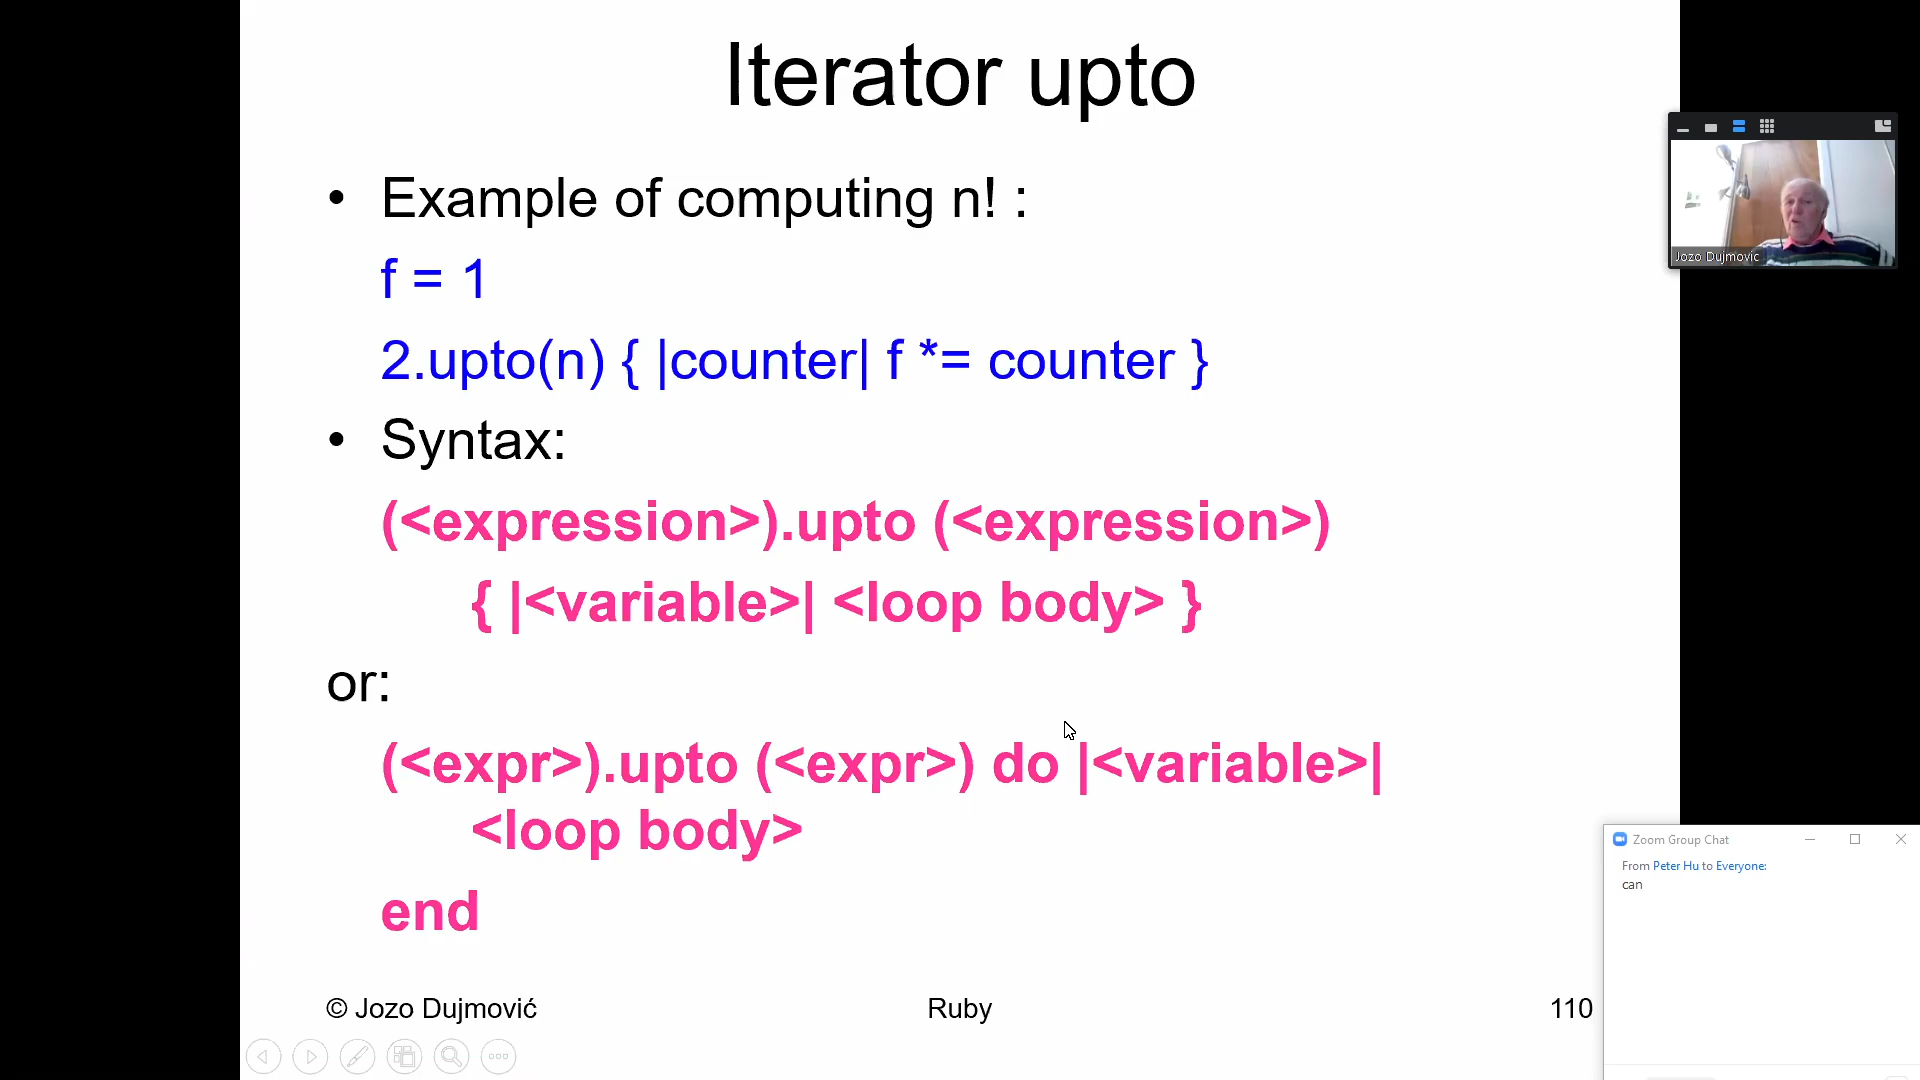 Iterator upto
• Example of computing n! :
f = 1
2.upto(n) { |counter| f *= counter }
• Syntax:
(<expression>).upto (<expression>)
{ |<variable>| <loop body> }
or:
(<expr>).upto (<expr>) do |<variable>|
<loop body>
end
© Jozo Dujmović
Ruby
110
Jozo Dujmovic
Zoom Group Chat
From Peter Hu to Everyone:
can